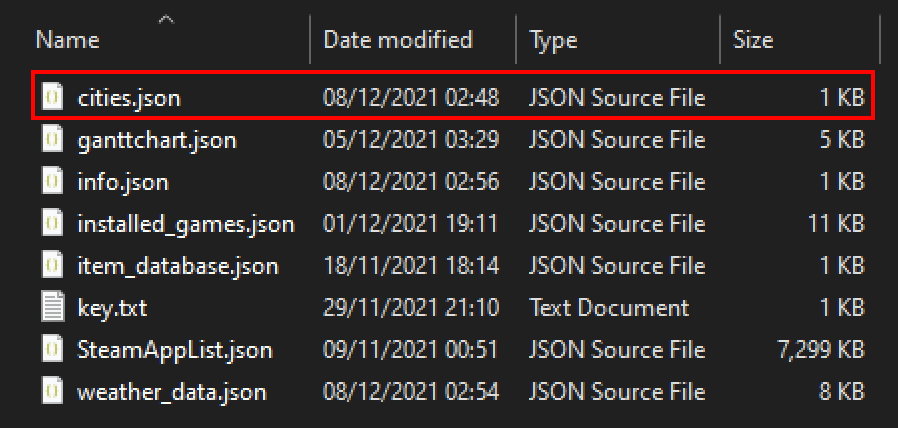 Name Date modified Type Size
cities.json 08/12/2021 02:48 JSON Source File 1 KB
ganttchart.json 05/12/2021 03:29 JSON Source File 5 KB
info.json 08/12/2021 02:56 JSON Source File 1 KB
installed_games.json 01/12/2021 19:11 JSON Source File 11 KB
item_database.json 18/11/2021 18:14 JSON Source File 1 KB
key.txt 29/11/2021 21:10 Text Document 1 KB
SteamAppList.json 09/11/2021 00:51 JSON Source File 7,299 KB
weather_data.json 08/12/2021 02:54 JSON Source File 8 KB